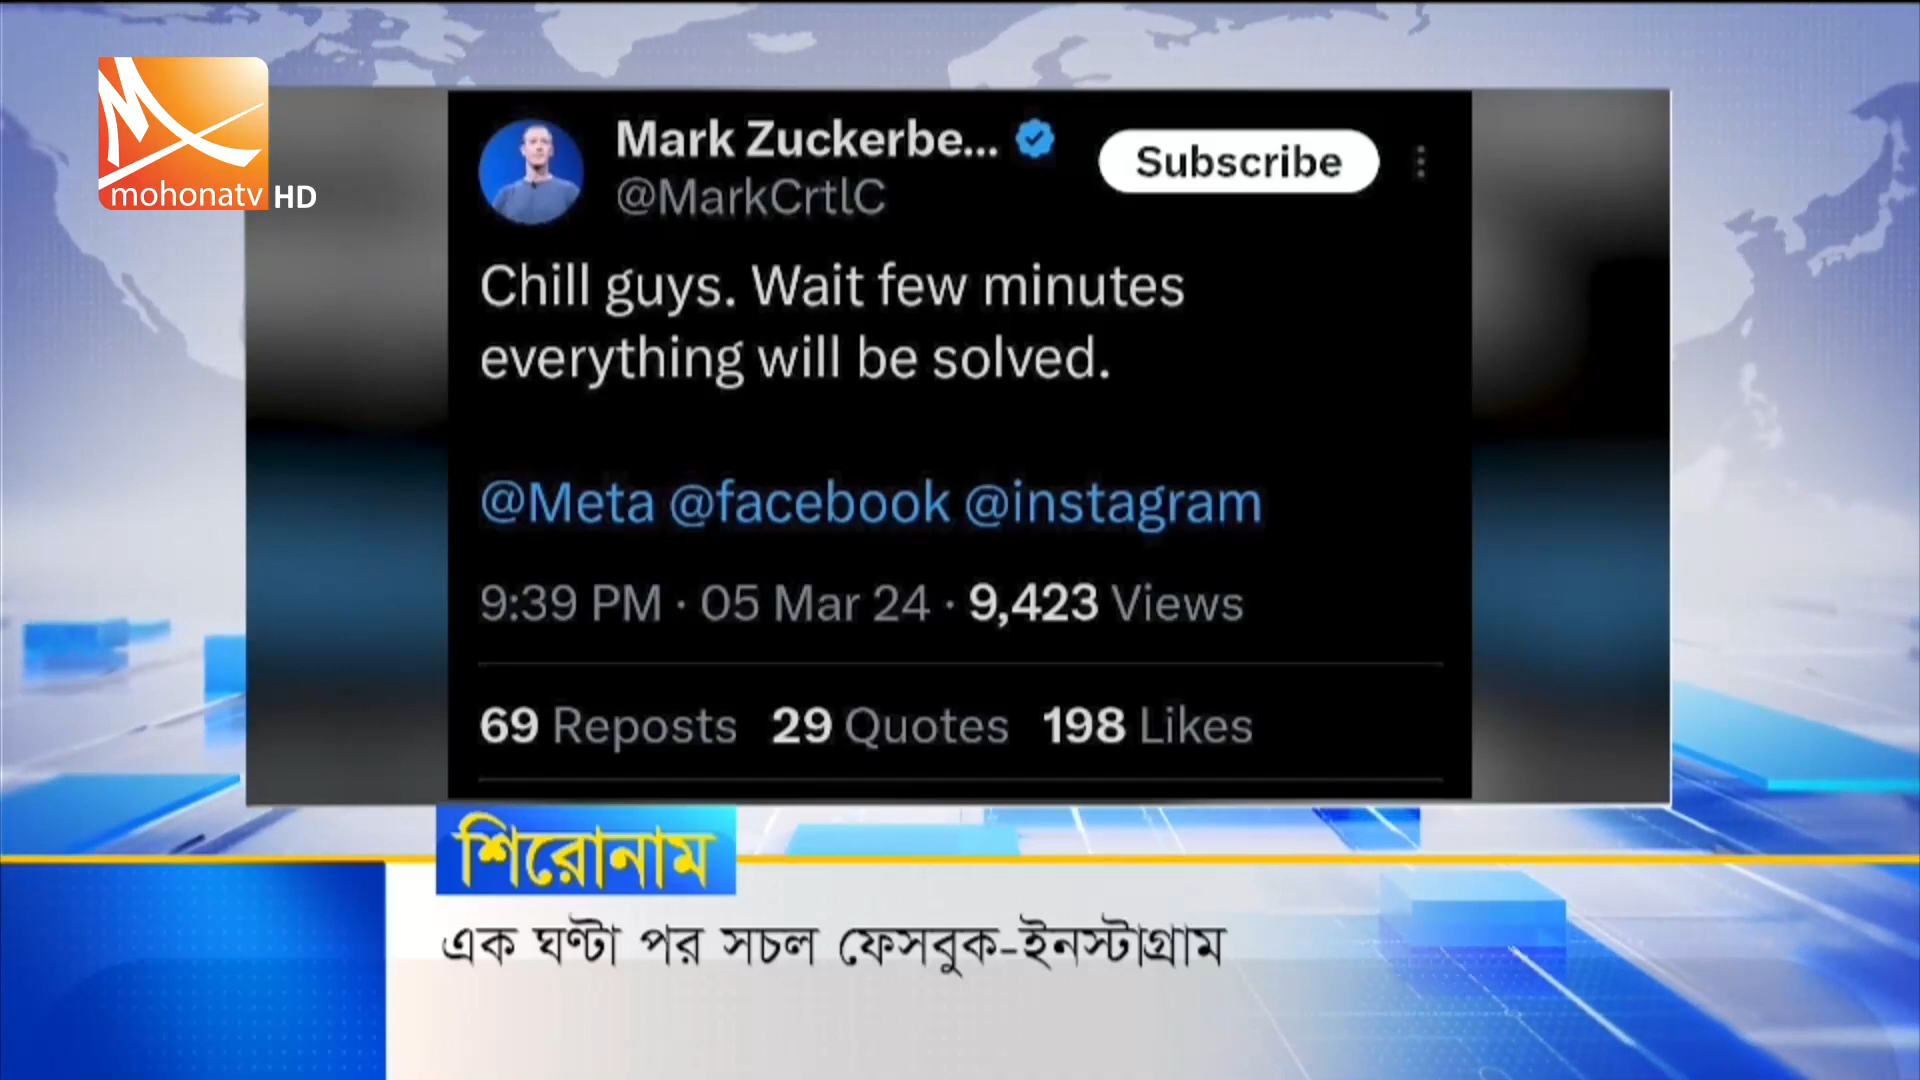 mohonatv HD
Mark Zuckerbe...
@MarkCrtlC
Subscribe
Chill guys. Wait few minutes
everything will be solved.
@Meta @facebook @instagram
9:39 PM · 05 Mar 24 · 9,423 Views
69 Reposts 29 Quotes 198 Likes
শিরোনাম
এক ঘণ্টা পর সচল ফেসবুক-ইনস্টাগ্রাম